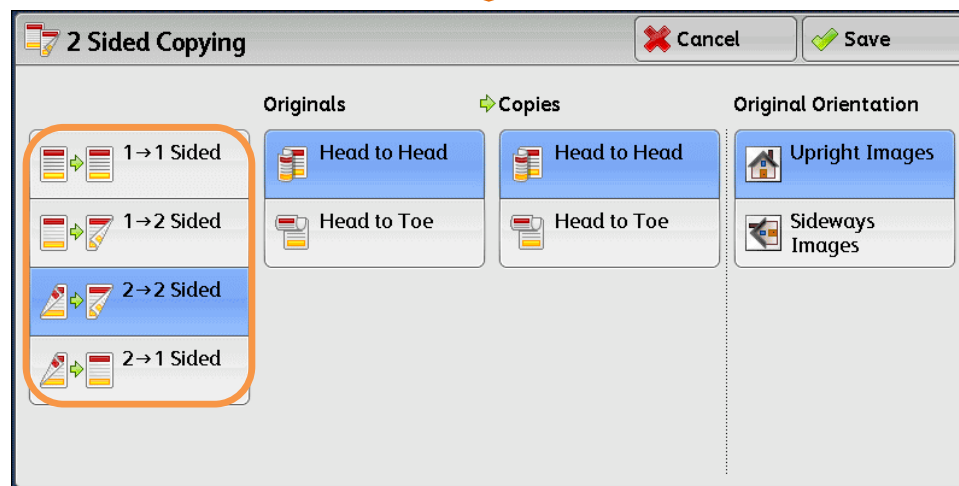 2 Sided Copying
Cancel
Save
Originals
Copies
Original Orientation
1→1 Sided
1→2 Sided
2→2 Sided
2→1 Sided
Head to Head
Head to Toe
Head to Head
Head to Toe
Upright Images
Sideways
Images